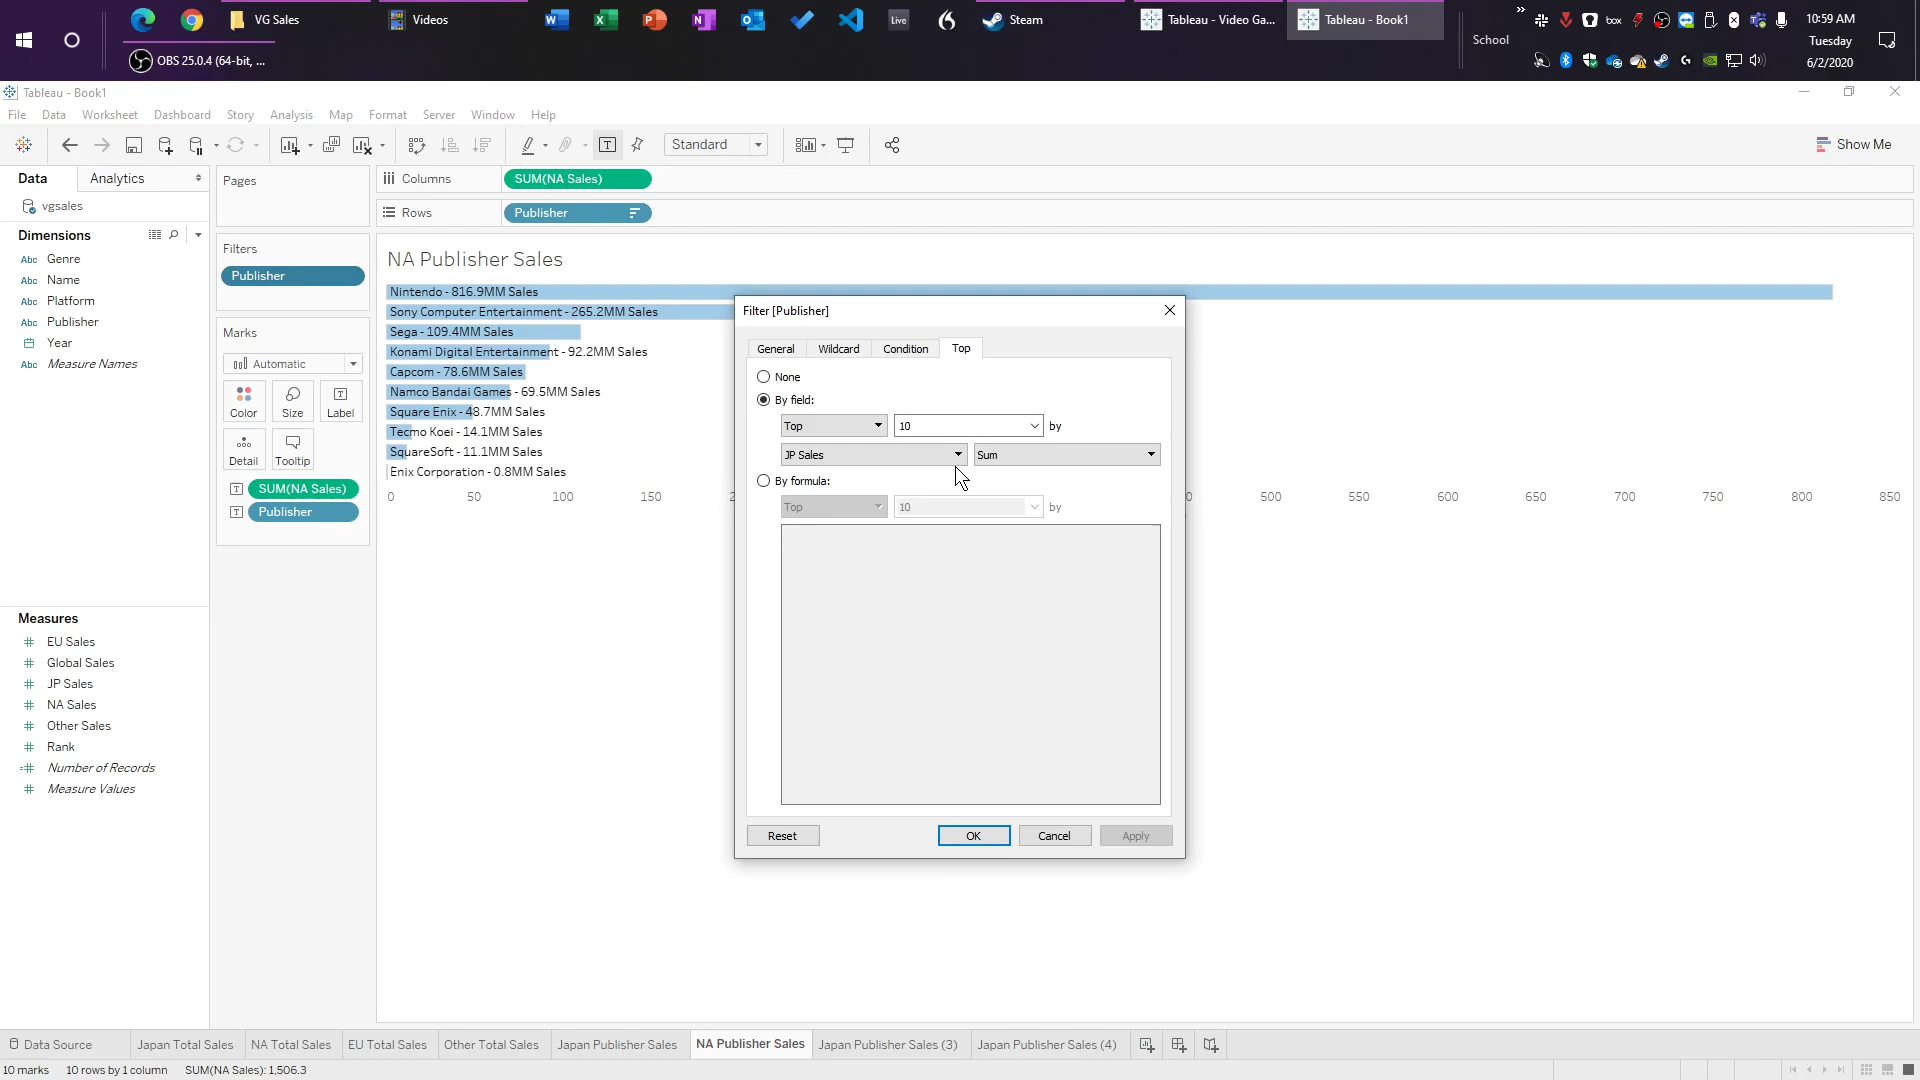 VG Sales
Videos
Live
Steam
Tableau - Video Ga...
Tableau - Book1
School
box
10:59 AM
Tuesday
6/2/2020
OBS 25.0.4 (64-bit, ...
Tableau - Book1
File Data Worksheet Dashboard Story Analysis Map Format Server Window Help
Standard
Show Me
Data
Analytics
vgsales
Dimensions
Abc Genre
Abc Name
Abc Platform
Abc Publisher
Year
Abc Measure Names
Measures
EU Sales
Global Sales
JP Sales
NA Sales
Other Sales
Rank
Number of Records
Measure Values
Pages
Filters
Publisher
Marks
Automatic
Color Size Label
Detail Tooltip
SUM(NA Sales)
Publisher
Columns SUM(NA Sales)
Rows Publisher
NA Publisher Sales
Nintendo - 816.9MM Sales
Sony Computer Entertainment - 265.2MM Sales
Sega - 109.4MM Sales
Konami Digital Entertainment - 92.2MM Sales
Capcom - 78.6MM Sales
Namco Bandai Games - 69.5MM Sales
Square Enix - 48.7MM Sales
Tecmo Koei - 14.1MM Sales
SquareSoft - 11.1MM Sales
Enix Corporation - 0.8MM Sales
0 50 100 150 500 550 600 650 700 750 800 850
Filter [Publisher]
General Wildcard Condition Top
None
By field:
Top 10 by
JP Sales Sum
By formula:
Top 10 by
Reset OK Cancel Apply
Data Source Japan Total Sales NA Total Sales EU Total Sales Other Total Sales Japan Publisher Sales NA Publisher Sales Japan Publisher Sales (3) Japan Publisher Sales (4)
10 marks 10 rows by 1 column SUM(NA Sales): 1,506.3